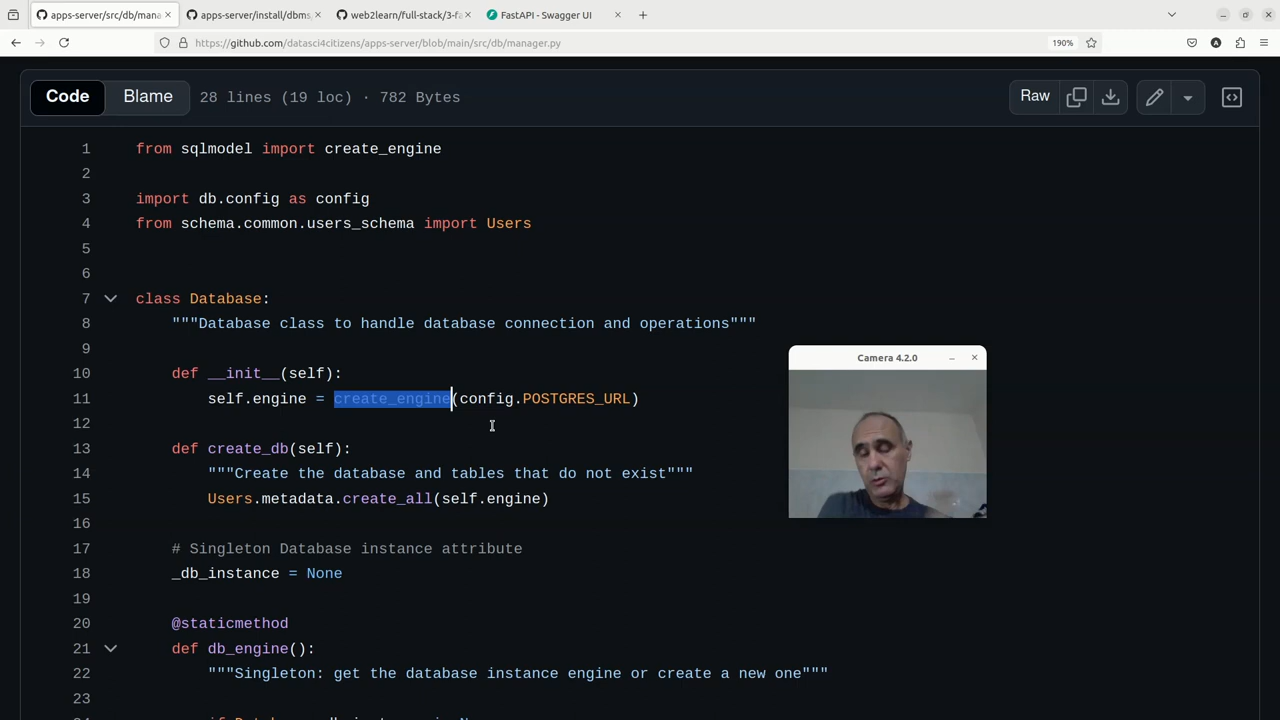 apps-server/src/db/mana
apps-server/install/dbms
web2learn/full-stack/3-fa
FastAPI - Swagger UI
https://github.com/datasci4citizens/apps-server/blob/main/src/db/manager.py
190%
Code
Blame
28 lines (19 loc) · 782 Bytes
Raw
1 from sqlmodel import create_engine
2
3 import db.config as config
4 from schema.common.users_schema import Users
5
6
7 class Database:
8 """Database class to handle database connection and operations"""
9
Camera 4.2.0
10 def __init__(self):
11 self.engine = create_engine(config.POSTGRES_URL)
12
13 def create_db(self):
14 """Create the database and tables that do not exist"""
15 Users.metadata.create_all(self.engine)
16
17 # Singleton Database instance attribute
18 _db_instance = None
19
20 @staticmethod
21 def db_engine():
22 """Singleton: get the database instance engine or create a new one"""
23